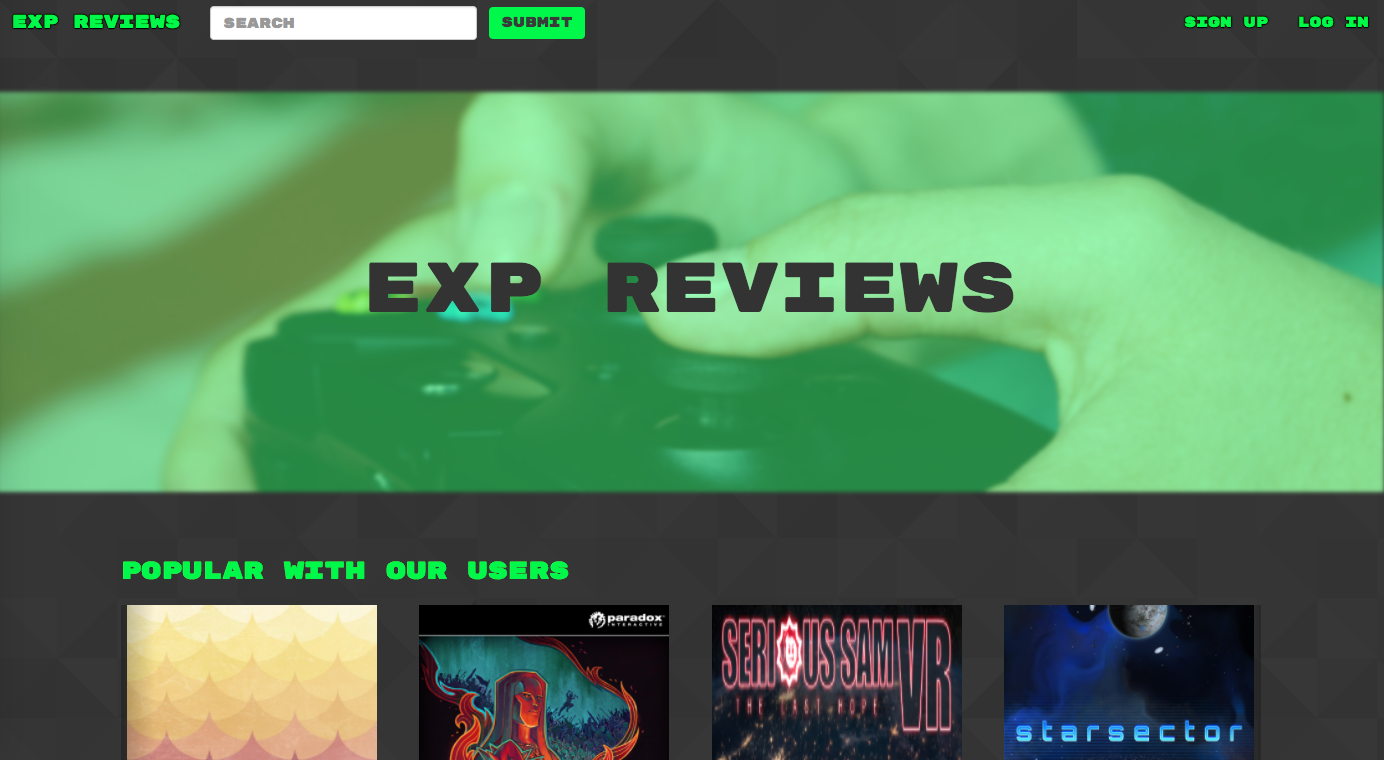 EXP REVIEWS
SEARCH
SUBMIT
SIGN UP
LOG IN
EXP REVIEWS
POPULAR WITH OUR USERS
paradox
INTERACTIVE
SERIOUS SAM VR
THE LAST HOPE
starsector